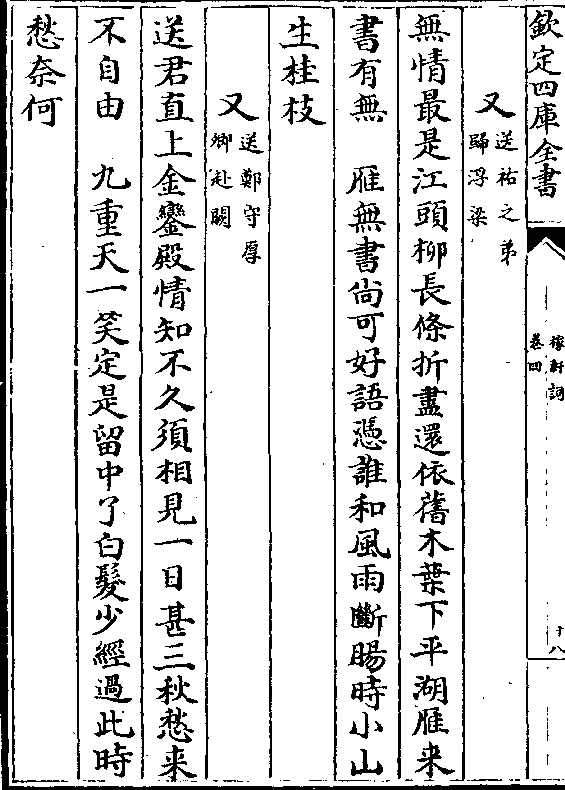 欽定四庫全書
稼軒詞
卷四
十八
又 送祐之弟
歸浮梁
無情最是江頭柳長條折盡還依舊木葉下平湖雁来
書有無 雁無書尚可好語憑誰和風雨斷腸時小山
生桂枝
又 送鄭守厚
卿赴闕
送君直上金鑾殿情知不久須相見一日甚三秋愁来
不自由 九重天一笑定是留中了白髮少經過此時
愁奈何